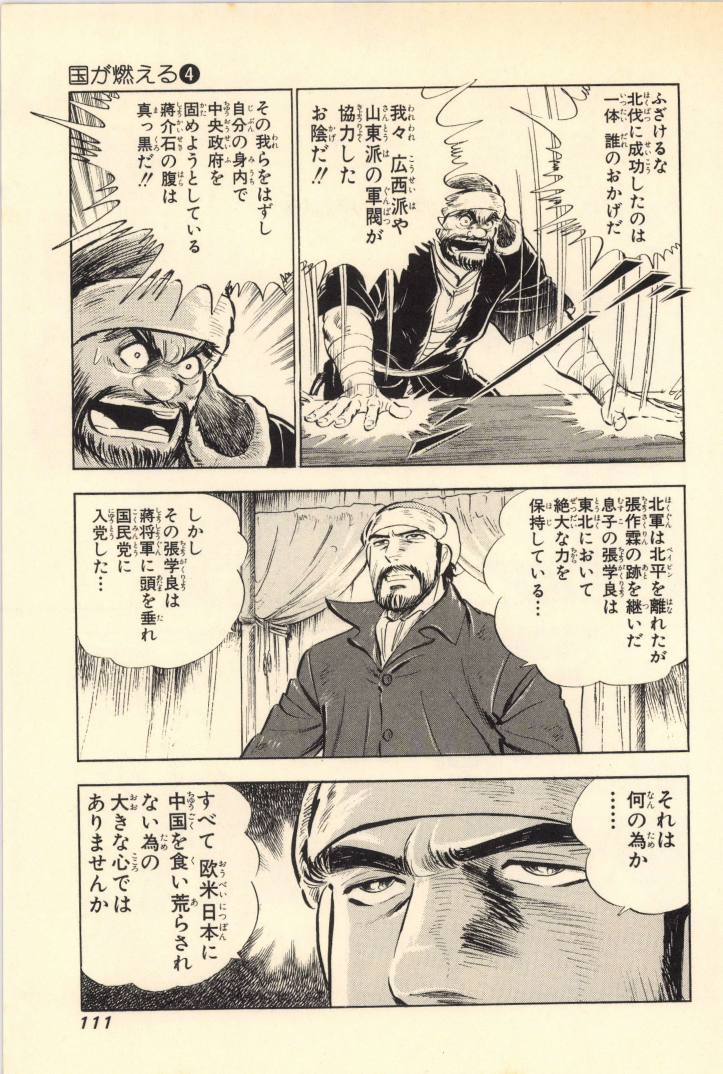 国が燃える❹
ふざけるな
北伐に成功したのは
一体 誰のおかげだ
我々 広西派や
山東派の軍閥が
協力した
お陰だ!!
その我らをはずし
自分の身内で
中央政府を
固めようとしている
蔣介石の腹は
真っ黒だ!!
北軍は北平を離れたが
張作霖の跡を継いだ
息子の張学良は
東北において
絶大な力を
保持している…
しかし
その張学良は
蔣将軍に頭を垂れ
国民党に
入党した…
それは
何の為か
……
すべて 欧米日本に
中国を食い荒らされ
ない為の
大きな心では
ありませんか
111